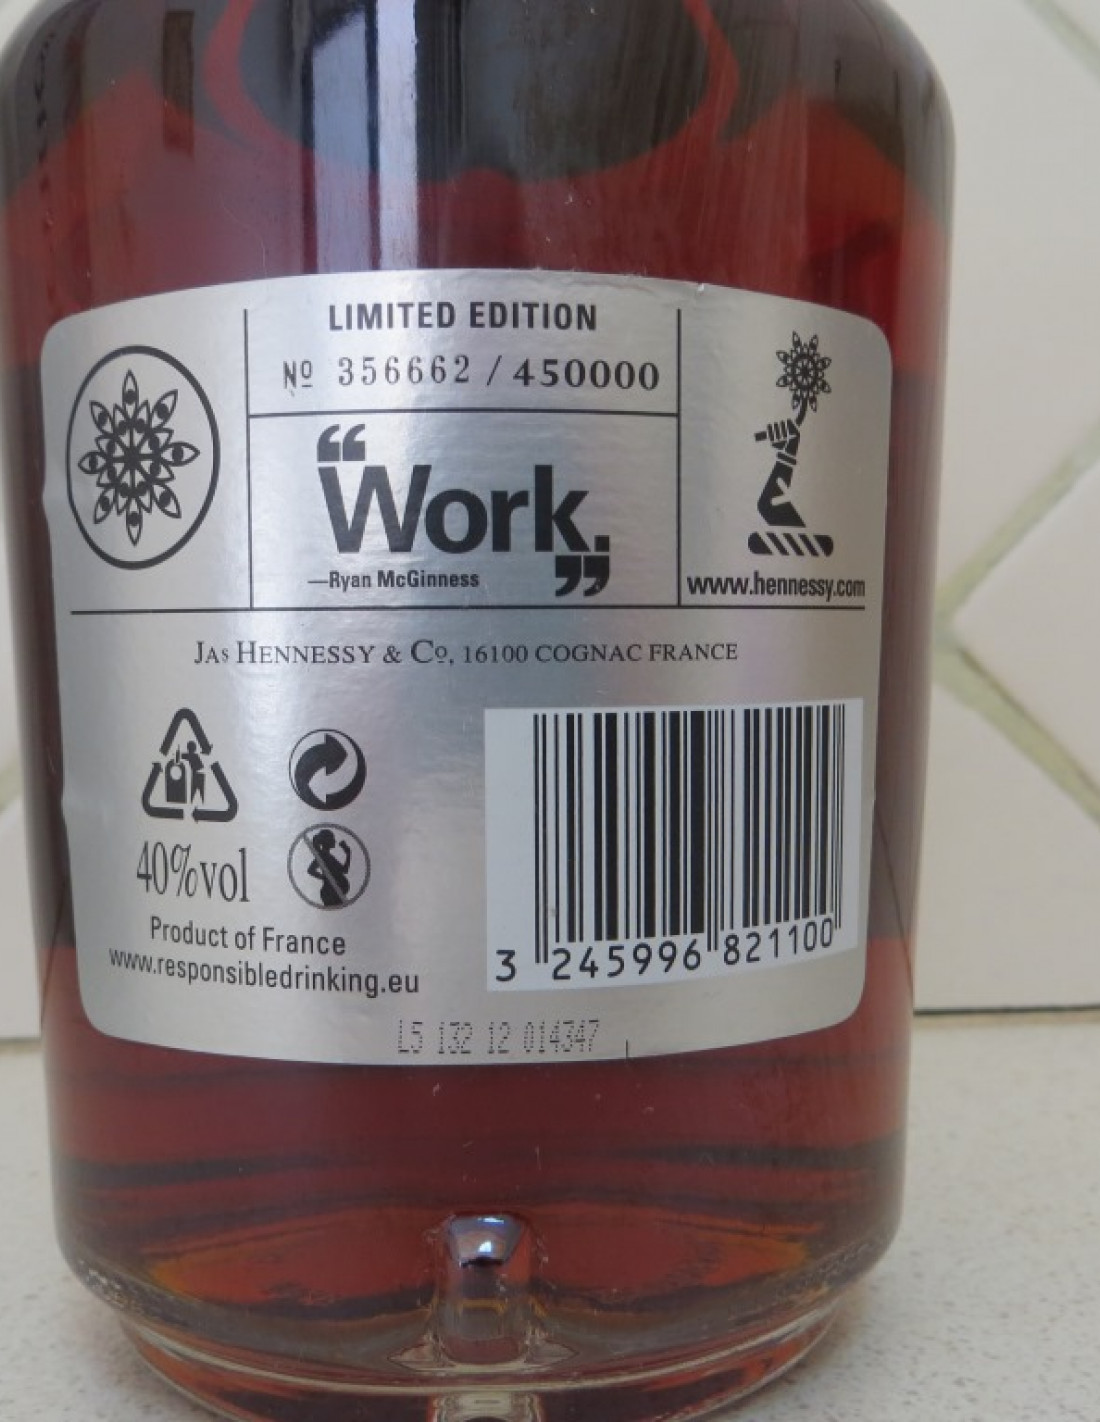 LIMITED EDITION
Nº 356662 / 450000
“Work.”
—Ryan McGinness
www.hennessy.com
JAS HENNESSY & Cº, 16100 COGNAC FRANCE
40%vol
Product of France
www.responsibledrinking.eu
3 245996 821100
L5 132 12 014347